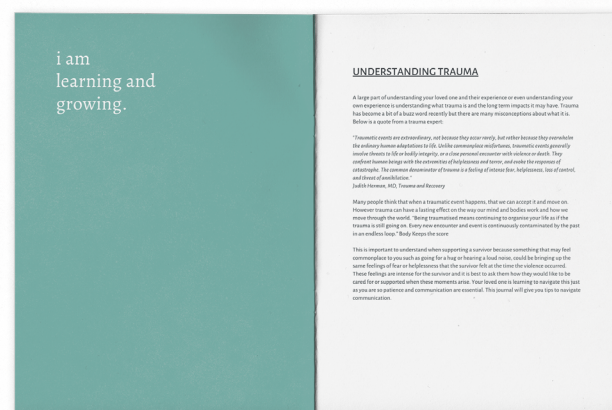 i am
learning and
growing.
UNDERSTANDING TRAUMA
A large part of understanding your loved one and their experience or even understanding your
own experience is understanding what trauma is and the long term impacts it may have. Trauma
has become a bit of a buzz word recently but there are many misconceptions about what it is.
Below is a quote from a trauma expert:
"Traumatic events are extraordinary, not because they occur rarely, but rather because they overwhelm
the ordinary human adaptations to life. Unlike commonplace misfortunes, traumatic events generally
involve threats to life or bodily integrity, or a close personal encounter with violence or death. They
confront human beings with the extremities of helplessness and terror, and evoke the responses of
catastrophe. The common denominator of trauma is a feeling of intense fear, helplessness, loss of control,
and threat of annihilation."
Judith Herman, MD, Trauma and Recovery
Many people think that when a traumatic event happens, that we can accept it and move on.
However trauma can have a lasting effect on the way our mind and bodies work and how we
move through the world. "Being traumatised means continuing to organise your life as if the
trauma is still going on. Every new encounter and event is continuously contaminated by the past
in an endless loop." Body Keeps the score
This is important to understand when supporting a survivor because something that may feel
commonplace to you such as going for a hug or hearing a loud noise, could be bringing up the
same feelings of fear or helplessness that the survivor felt at the time the violence occurred.
These feelings are intense for the survivor and it is best to ask them how they would like to be
cared for or supported when these moments arise. Your loved one is learning to navigate this just
as you are so patience and communication are essential. This journal will give you tips to navigate
communication.